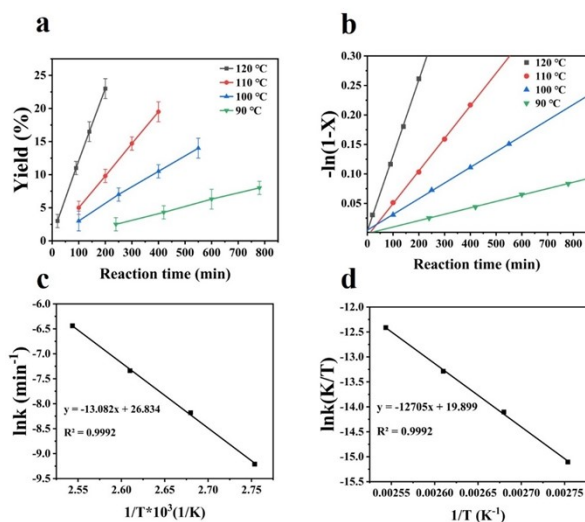 a
Yield (%)
25
20
15
10
5
0
0 100 200 300 400 500 600 700 800
Reaction time (min)
120 ℃
110 ℃
100 ℃
90 ℃
b
-ln(1-X)
0.30
0.25
0.20
0.15
0.10
0.05
0 100 200 300 400 500 600 700 800
Reaction time (min)
120 ℃
110 ℃
100 ℃
90 ℃
c
lnk (min⁻¹)
-6.0
-6.5
-7.0
-7.5
-8.0
-8.5
-9.0
-9.5
y = -13.082x + 26.834
R² = 0.9992
2.55 2.60 2.65 2.70 2.75
1/T*10³(1/K)
d
lnk(K/T)
-12.0
-12.5
-13.0
-13.5
-14.0
-14.5
-15.0
y = -12705x + 19.899
R² = 0.9992
0.00255 0.00260 0.00265 0.00270 0.00275
1/T (K⁻¹)